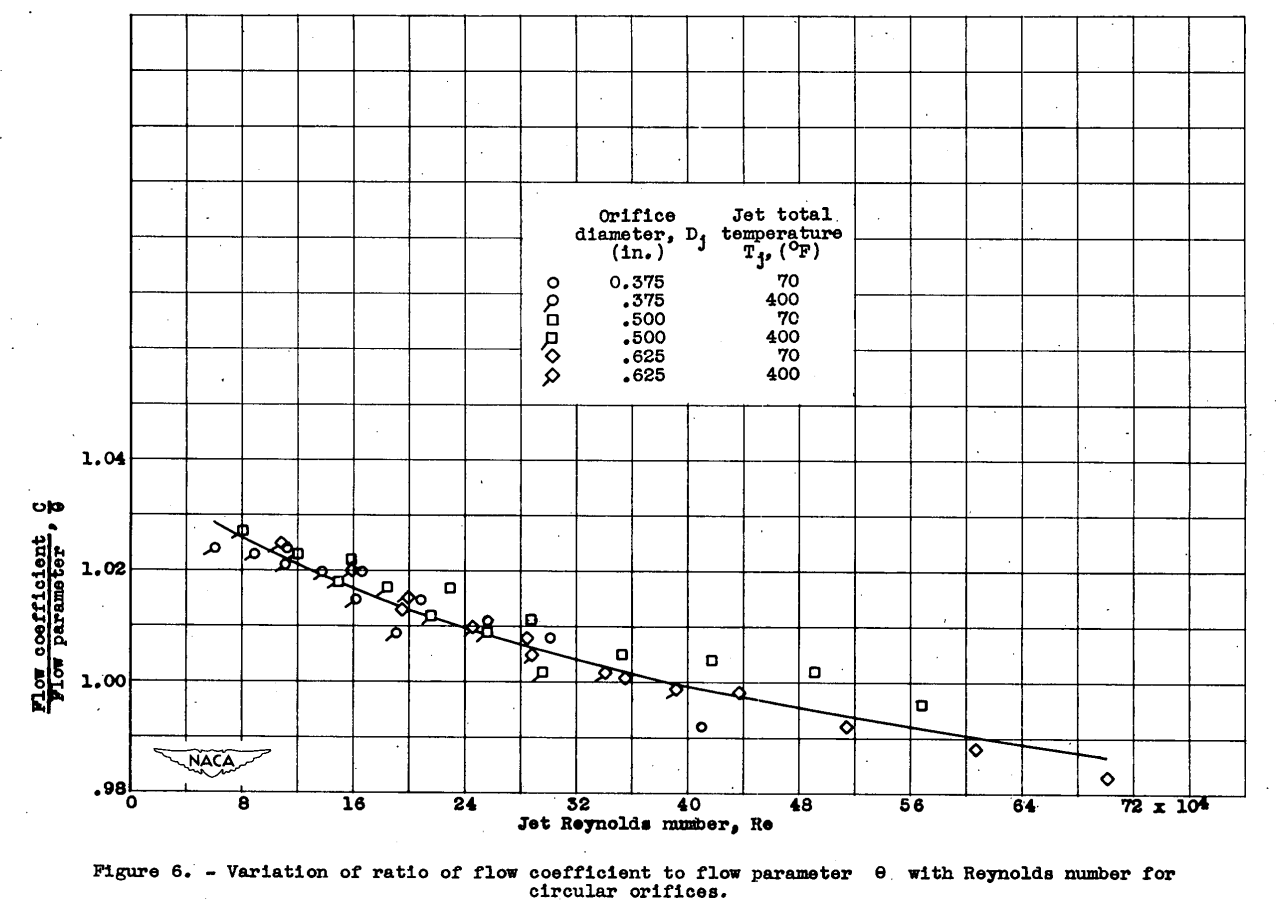 Orifice Jet total
diameter, Dj temperature
(in.) Tj, (°F)
0.375 70
.375 400
.500 70
.500 400
.625 70
.625 400
1.04
1.02
1.00
.98
Flow coefficient C
Flow parameter , θ
NACA
0 8 16 24 32 40 48 56 64 72 x 10⁴
Jet Reynolds number, Re
Figure 6. - Variation of ratio of flow coefficient to flow parameter θ with Reynolds number for
circular orifices.